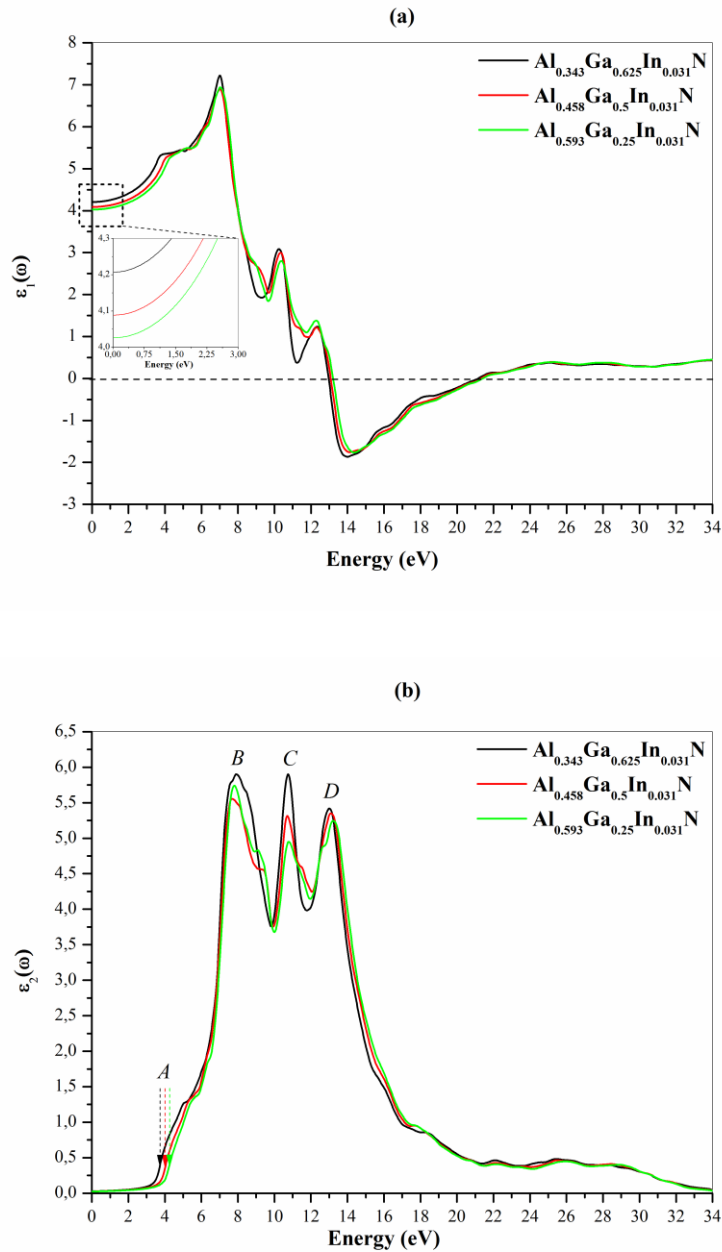 (a)
8
7
6
5
4
3
2
1
0
-1
-2
-3
ε₁(ω)
Al₀.₃₄₃Ga₀.₆₂₅In₀.₀₃₁N
Al₀.₄₅₈Ga₀.₅In₀.₀₃₁N
Al₀.₅₉₃Ga₀.₂₅In₀.₀₃₁N
4,3
4,2
4,1
4,0
0,00 0,75 1,50 2,25 3,00
Energy (eV)
0 2 4 6 8 10 12 14 16 18 20 22 24 26 28 30 32 34
Energy (eV)
(b)
6,5
6,0
5,5
5,0
4,5
4,0
3,5
3,0
2,5
2,0
1,5
1,0
0,5
0,0
ε₂(ω)
A
B
C
D
Al₀.₃₄₃Ga₀.₆₂₅In₀.₀₃₁N
Al₀.₄₅₈Ga₀.₅In₀.₀₃₁N
Al₀.₅₉₃Ga₀.₂₅In₀.₀₃₁N
0 2 4 6 8 10 12 14 16 18 20 22 24 26 28 30 32 34
Energy (eV)